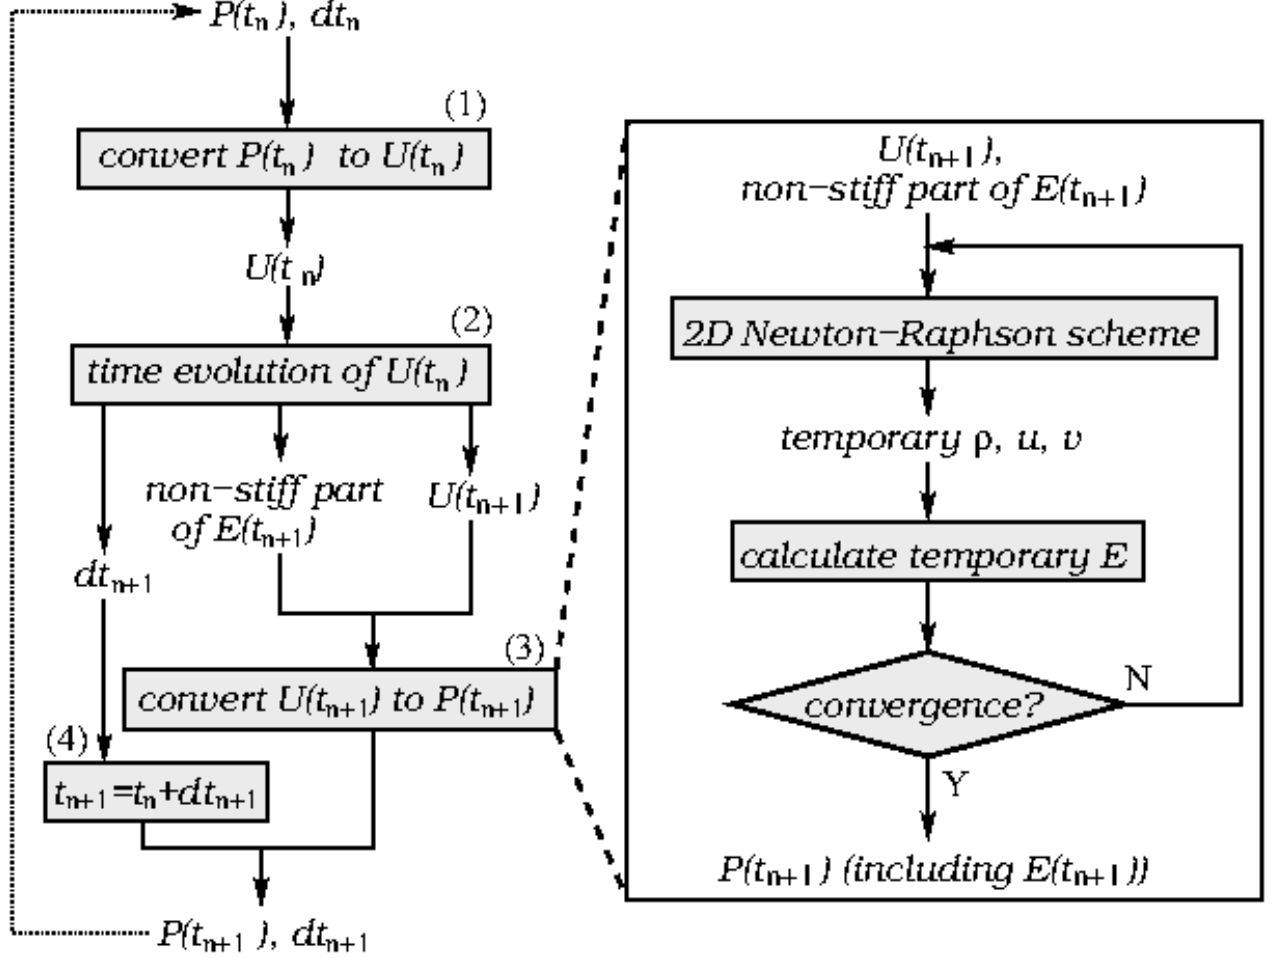 P(tn), dtn
(1)
convert P(tn) to U(tn)
U(tn)
(2)
time evolution of U(tn)
non-stiff part
of E(tn+1)
U(tn+1)
dtn+1
(3)
convert U(tn+1) to P(tn+1)
(4)
tn+1=tn+dtn+1
P(tn+1), dtn+1
U(tn+1),
non-stiff part of E(tn+1)
2D Newton-Raphson scheme
temporary ρ, u, v
calculate temporary E
convergence?
N
Y
P(tn+1) (including E(tn+1))